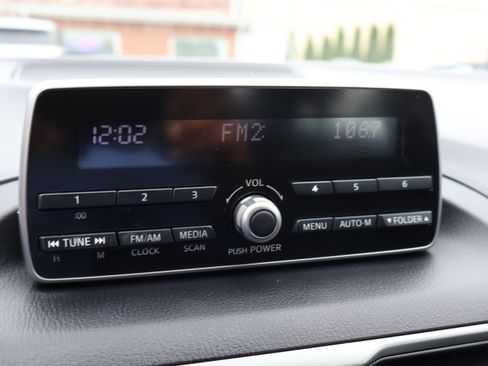 12:02 FM2 106.7
VOL
1 2 3 4 5 6
:00
TUNE FM/AM MEDIA MENU AUTO-M FOLDER
H M CLOCK SCAN PUSH POWER